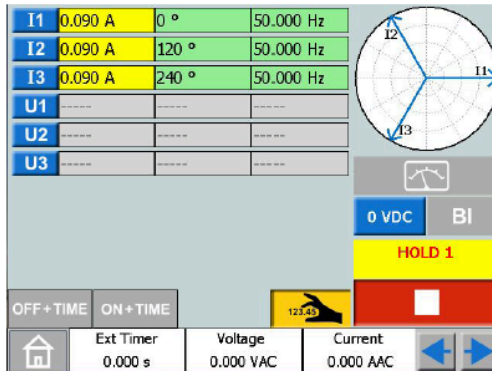 I1 0.090 A 0 ° 50.000 Hz
I2 0.090 A 120 ° 50.000 Hz
I3 0.090 A 240 ° 50.000 Hz
U1 ----- ----- -----
U2 ----- ----- -----
U3 ----- ----- -----
I2
I1
I3
0 VDC BI
HOLD 1
OFF+TIME ON+TIME 123.45
Ext Timer Voltage Current
0.000 s 0.000 VAC 0.000 AAC